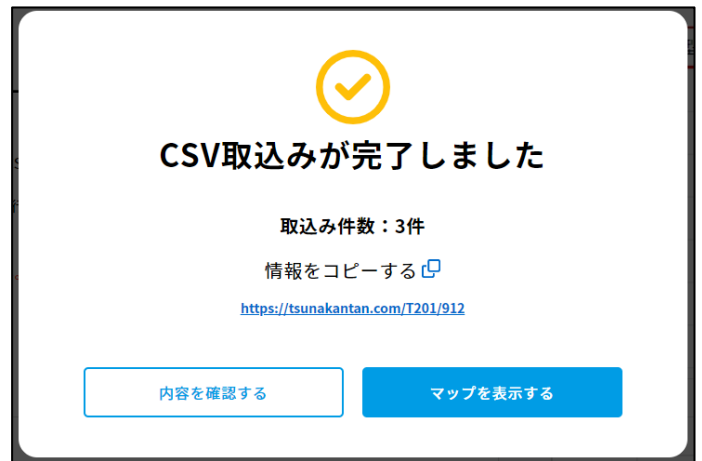 CSV取込みが完了しました
取込み件数：3件
情報をコピーする
https://tsunakantan.com/T201/912
内容を確認する
マップを表示する